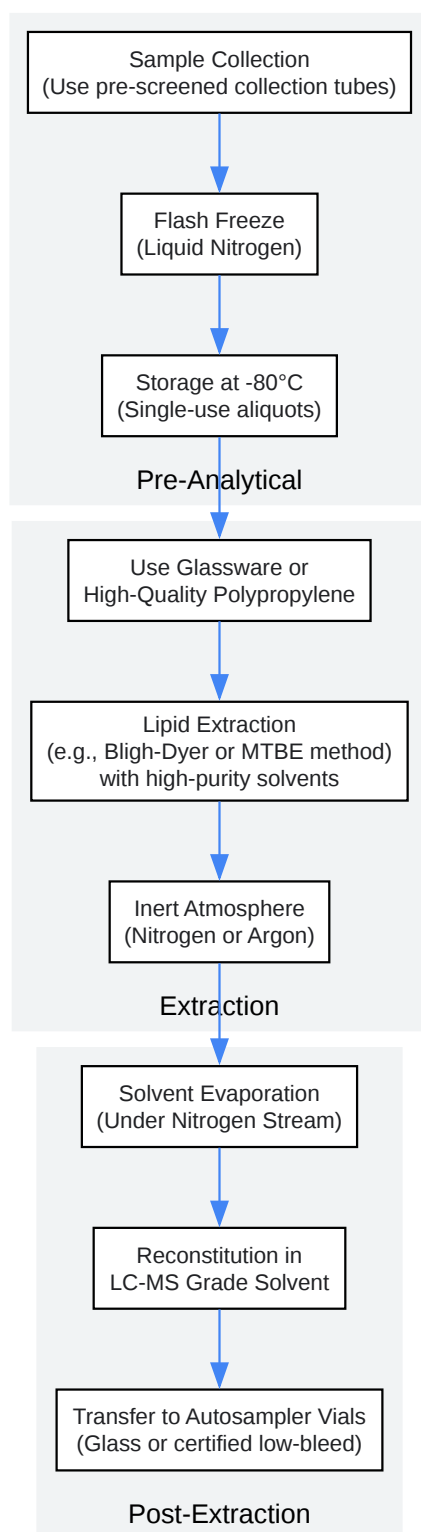 Sample Collection
(Use pre-screened collection tubes)
Flash Freeze
(Liquid Nitrogen)
Storage at -80°C
(Single-use aliquots)
Pre-Analytical
Use Glassware or
High-Quality Polypropylene
Lipid Extraction
(e.g., Bligh-Dyer or MTBE method)
with high-purity solvents
Inert Atmosphere
(Nitrogen or Argon)
Extraction
Solvent Evaporation
(Under Nitrogen Stream)
Reconstitution in
LC-MS Grade Solvent
Transfer to Autosampler Vials
(Glass or certified low-bleed)
Post-Extraction